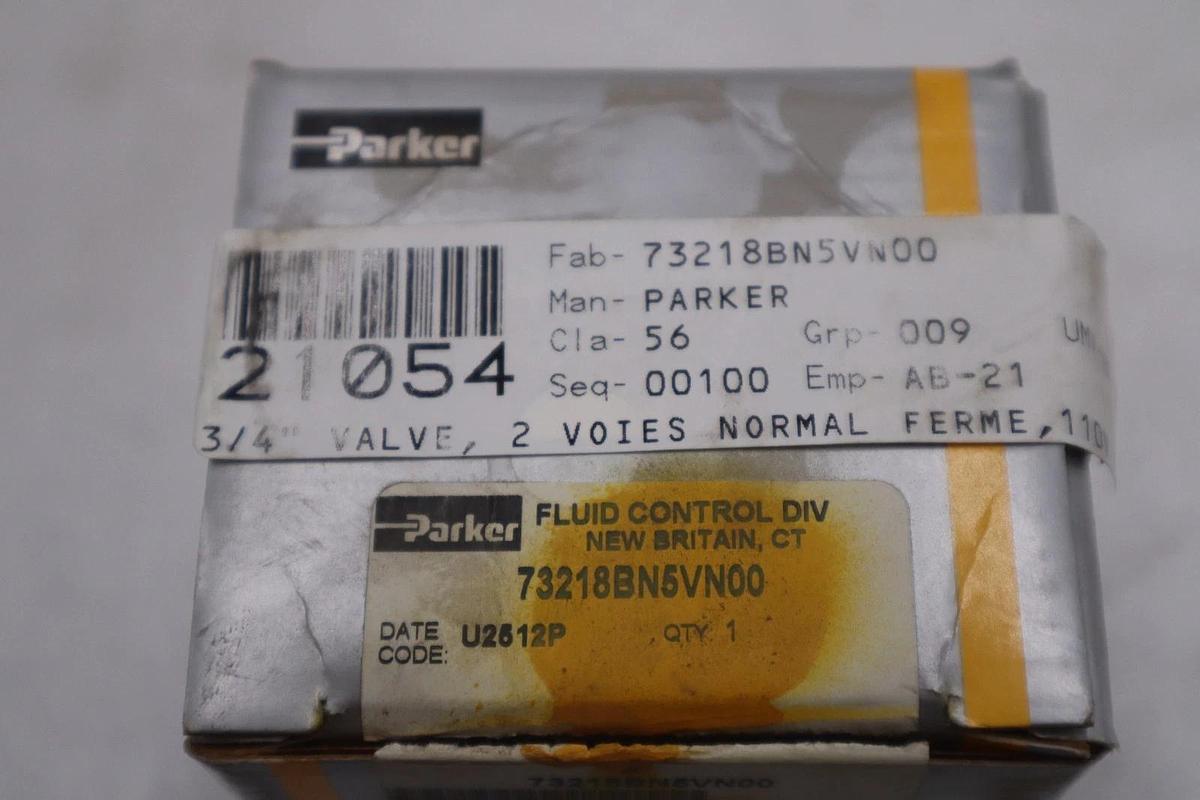 Parker
Fab- 73218BN5VN00
Man- PARKER
Cla- 56 Grp- 009
21054
Seq- 00100 Emp- AB-21
3/4" VALVE, 2 VOIES NORMAL FERME,
Parker FLUID CONTROL DIV
NEW BRITAIN, CT
73218BN5VN00
DATE CODE: U2512P QTY 1
73218BN5VN00